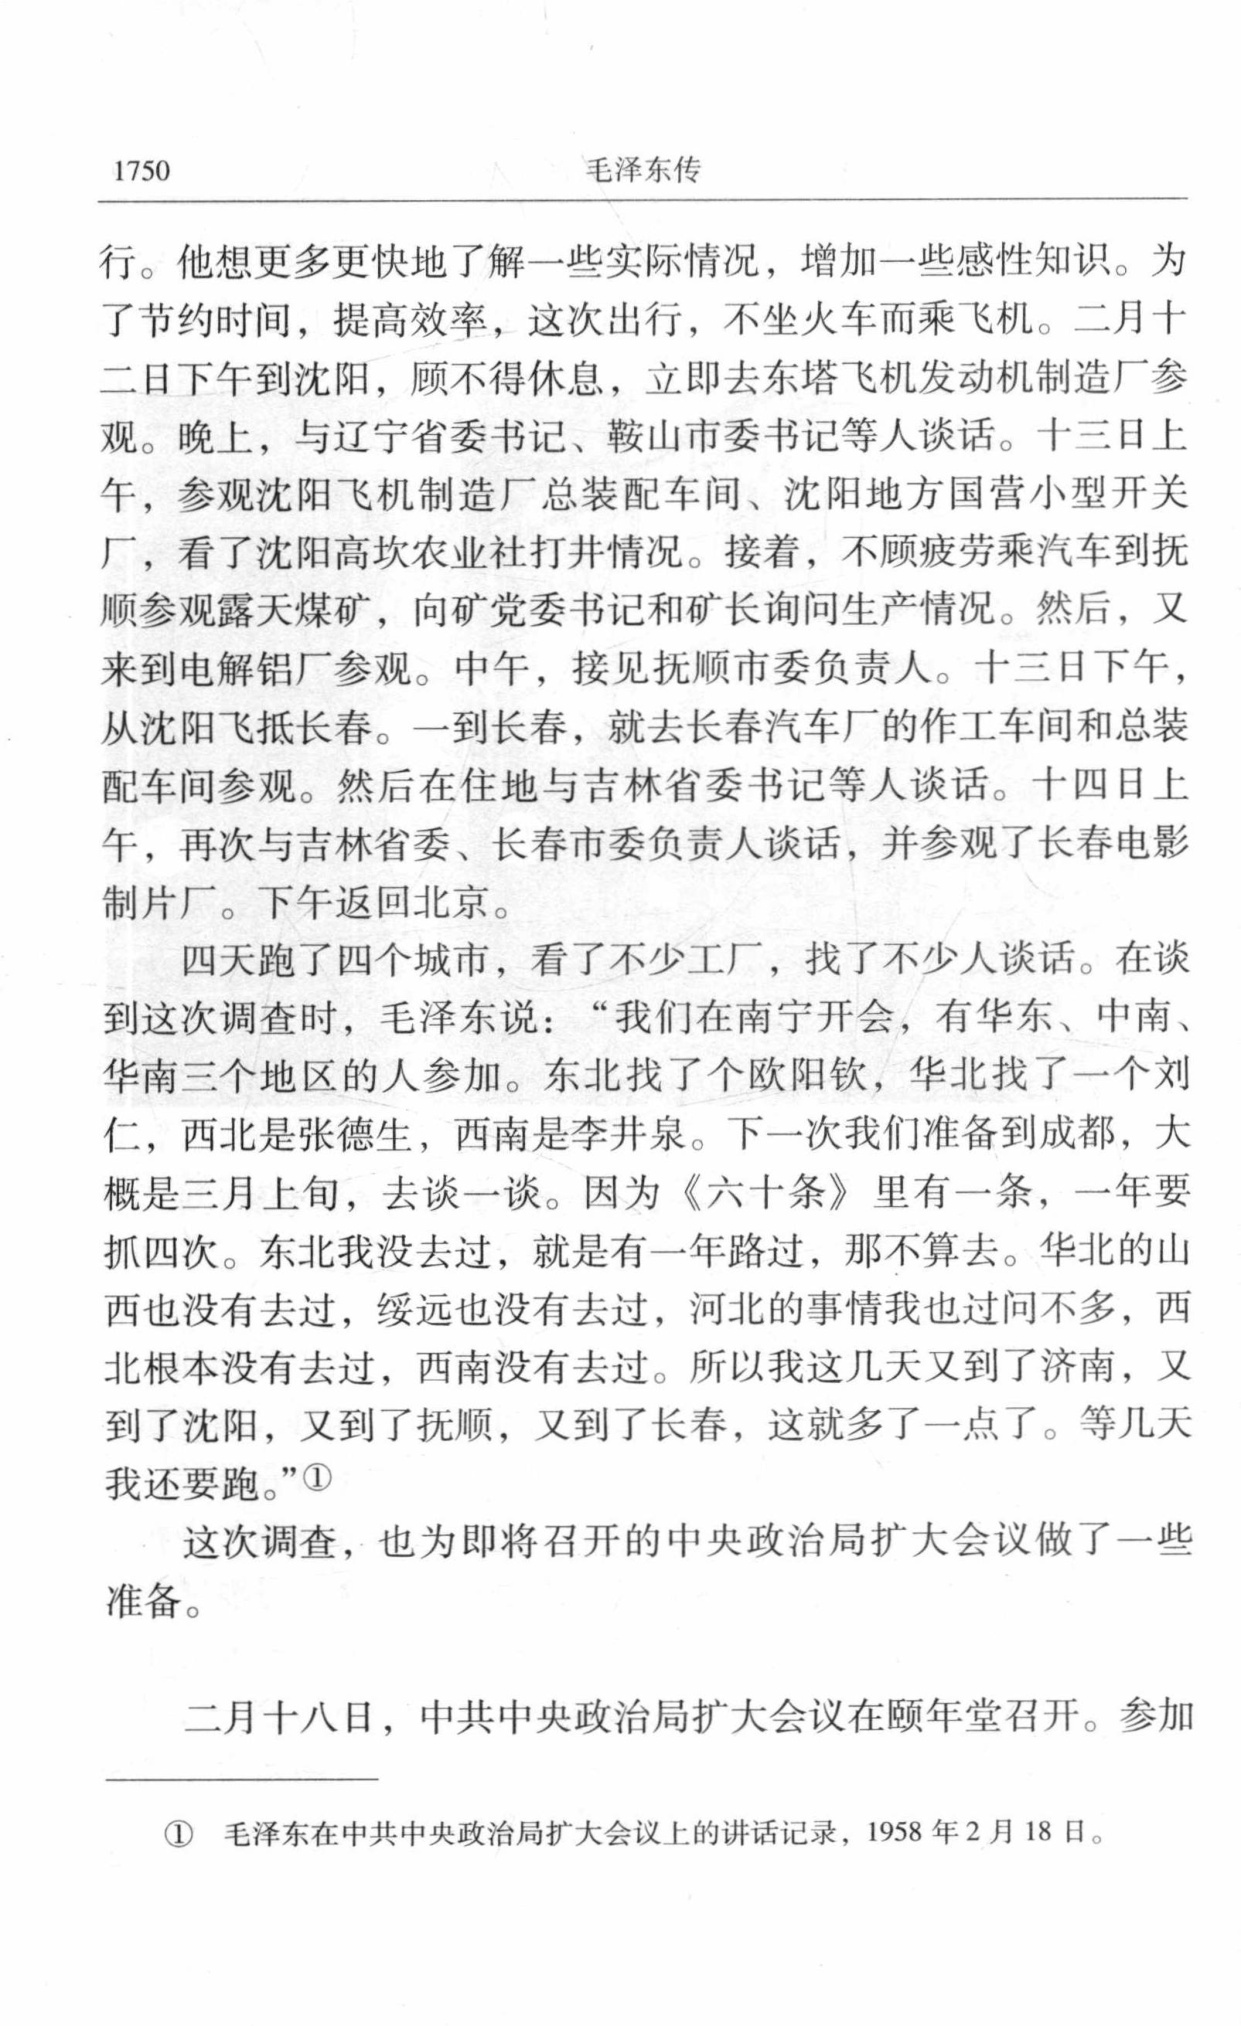 1750
毛泽东传
行。他想更多更快地了解一些实际情况，增加一些感性知识。为
了节约时间，提高效率，这次出行，不坐火车而乘飞机。二月十
二日下午到沈阳，顾不得休息，立即去东塔飞机发动机制造厂参
观。晚上，与辽宁省委书记、鞍山市委书记等人谈话。十三日上
午，参观沈阳飞机制造厂总装配车间、沈阳地方国营小型开关
厂，看了沈阳高坎农业社打井情况。接着，不顾疲劳乘汽车到抚
顺参观露天煤矿，向矿党委书记和矿长询问生产情况。然后，又
来到电解铝厂参观。中午，接见抚顺市委负责人。十三日下午，
从沈阳飞抵长春。一到长春，就去长春汽车厂的作工车间和总装
配车间参观。然后在住地与吉林省委书记等人谈话。十四日上
午，再次与吉林省委、长春市委负责人谈话，并参观了长春电影
制片厂。下午返回北京。
四天跑了四个城市，看了不少工厂，找了不少人谈话。在谈
到这次调查时，毛泽东说：“我们在南宁开会，有华东、中南、
华南三个地区的人参加。东北找了个欧阳钦，华北找了一个刘
仁，西北是张德生，西南是李井泉。下一次我们准备到成都，大
概是三月上旬，去谈一谈。因为《六十条》里有一条，一年要
抓四次。东北我没去过，就是有一年路过，那不算去。华北的山
西也没有去过，绥远也没有去过，河北的事情我也过问不多，西
北根本没有去过，西南没有去过。所以我这几天又到了济南，又
到了沈阳，又到了抚顺，又到了长春，这就多了一点了。等几天
我还要跑。”①
这次调查，也为即将召开的中央政治局扩大会议做了一些
准备。
二月十八日，中共中央政治局扩大会议在颐年堂召开。参加
① 毛泽东在中共中央政治局扩大会议上的讲话记录，1958 年 2 月 18 日。